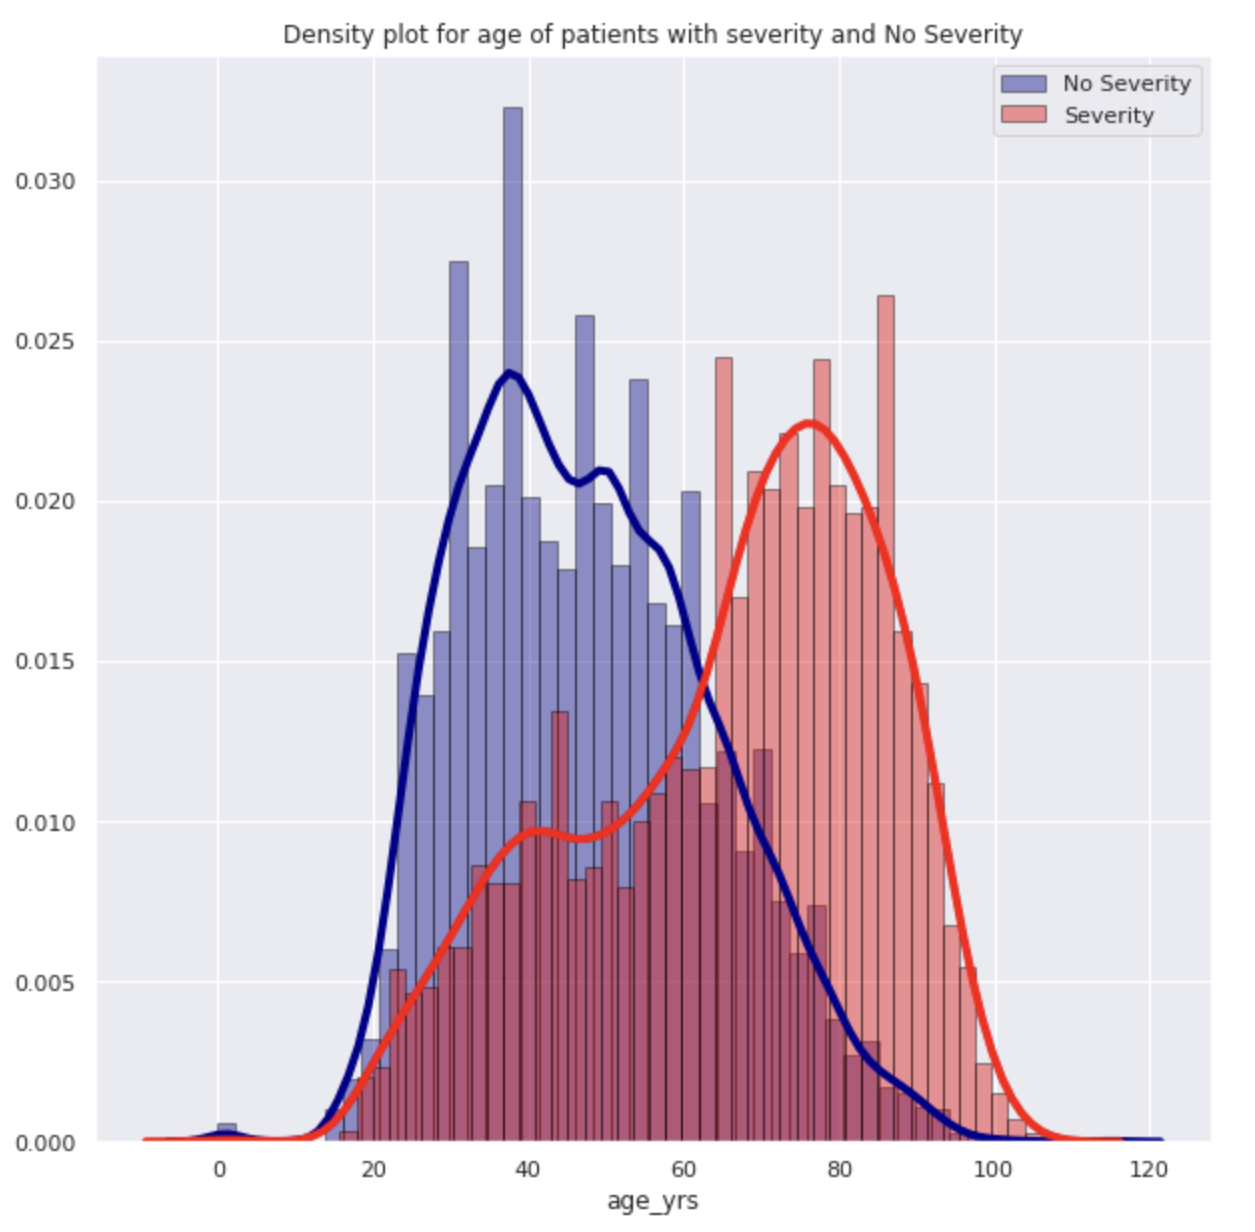 Density plot for age of patients with severity and No Severity
No Severity
Severity
0.030
0.025
0.020
0.015
0.010
0.005
0.000
0 20 40 60 80 100 120
age_yrs